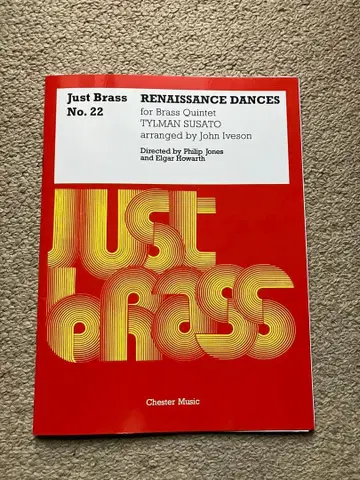 Just Brass
No. 22
RENAISSANCE DANCES
for Brass Quintet
TYLMAN SUSATO
arranged by John Iveson
Directed by Philip Jones
and Elgar Howarth
JUST
bRASS
Chester Music